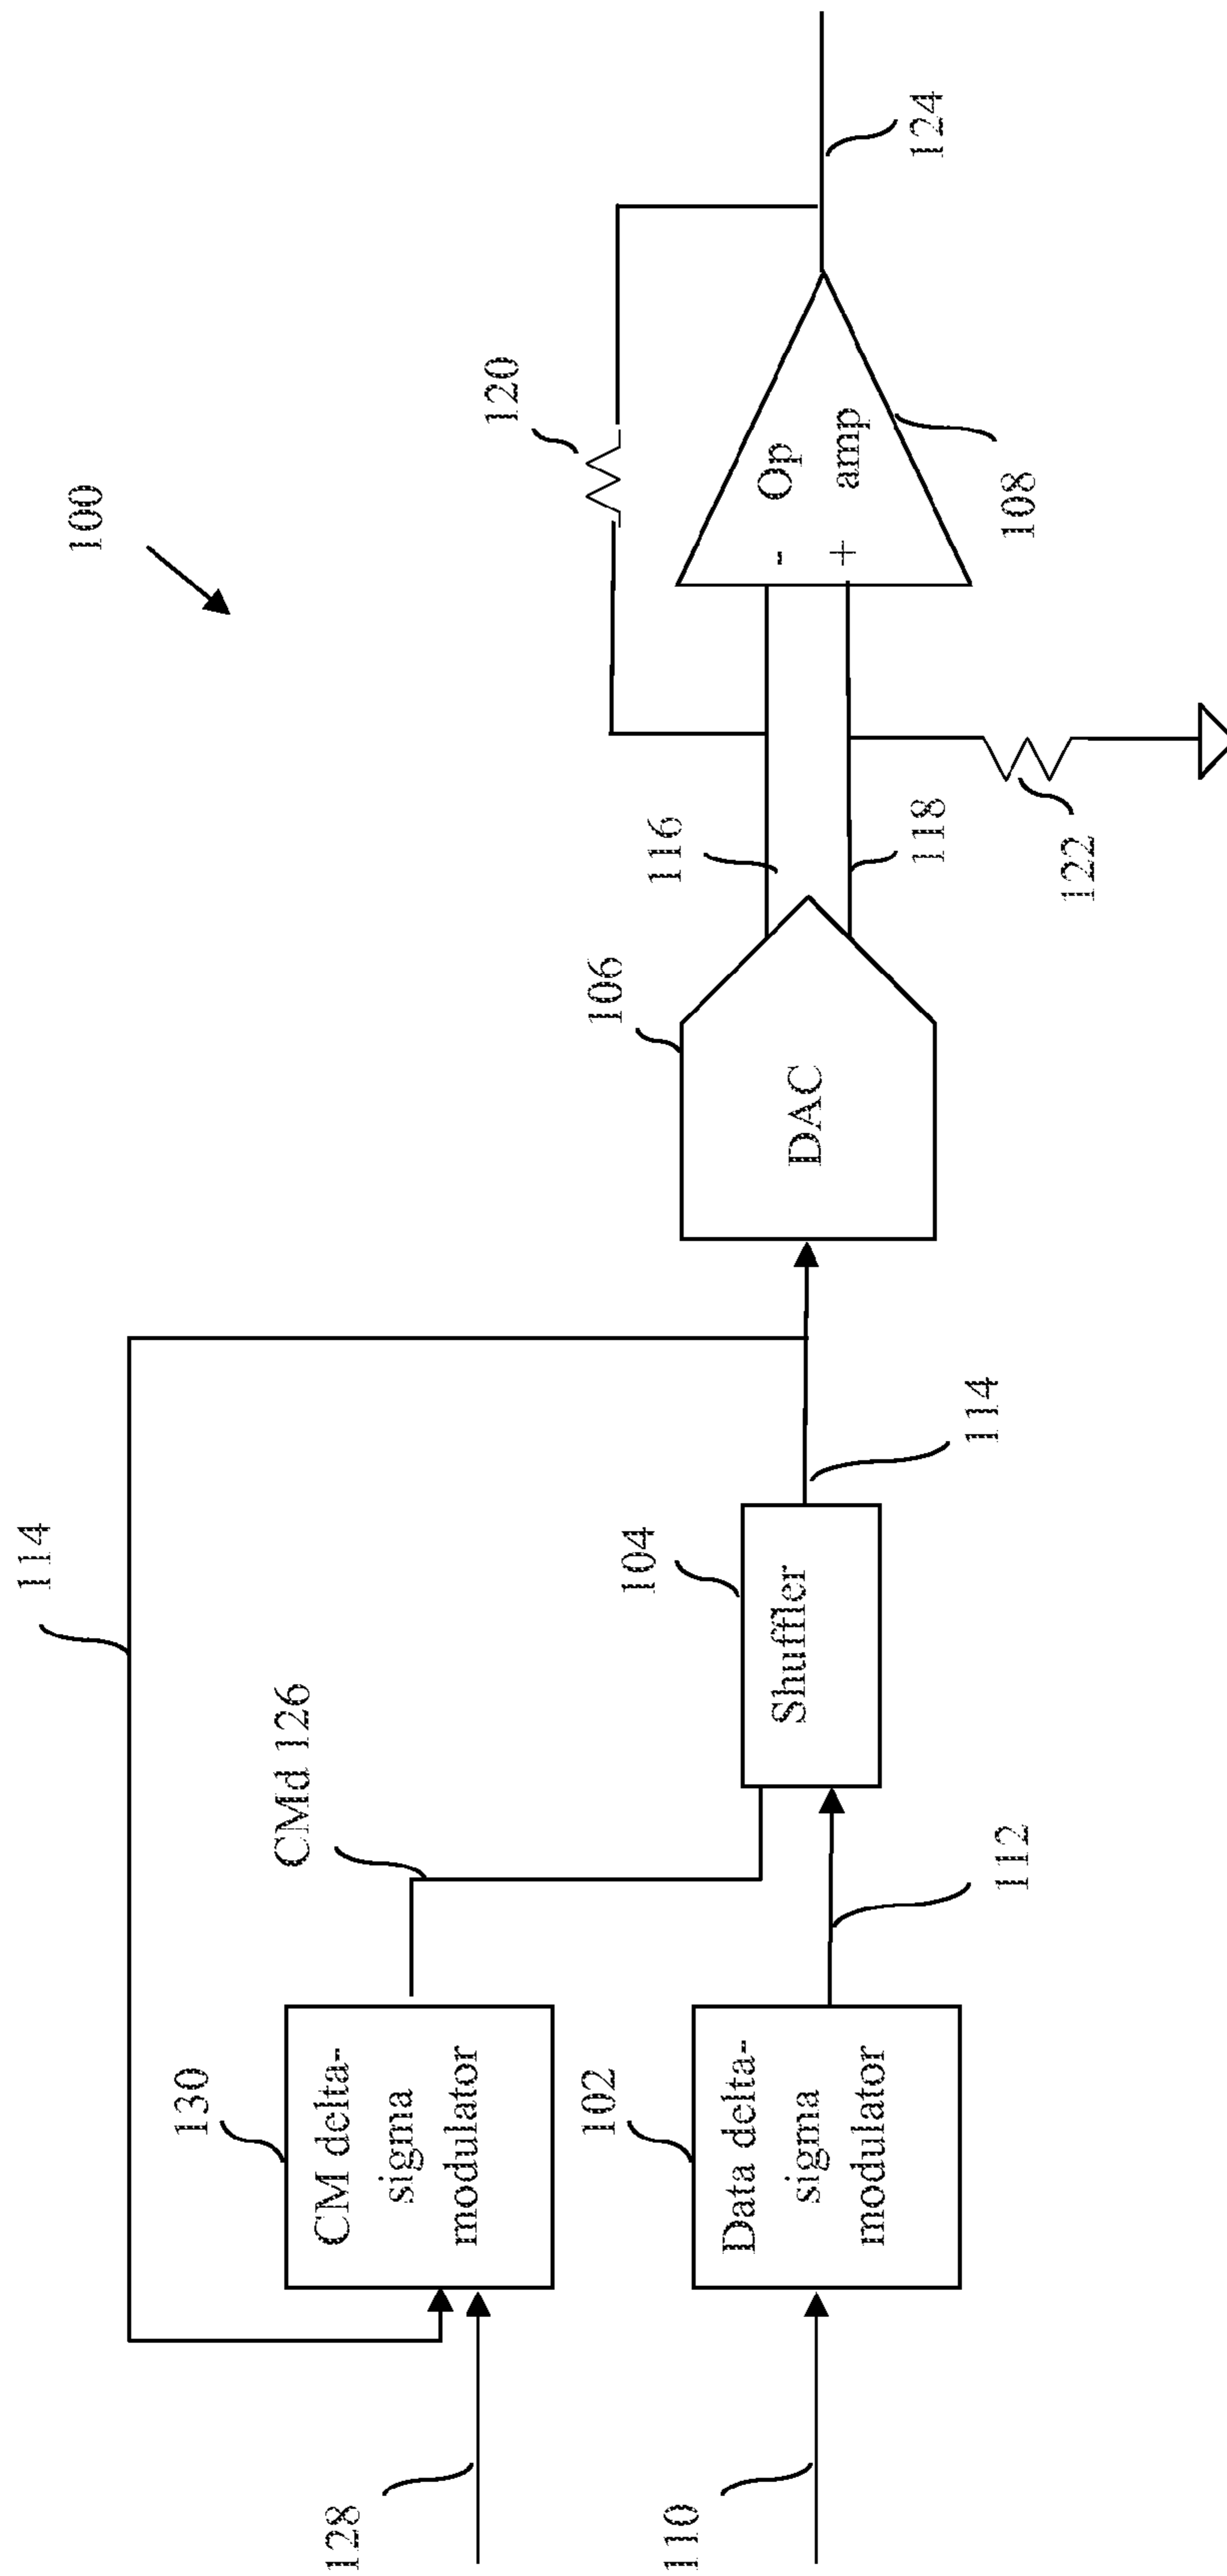 100
114
CMd 126
130
CM delta-
sigma
modulator
128
102
Data delta-
sigma
modulator
110
112
104
Shuffler
114
106
DAC
116
118
120
122
Op
amp
-
+
108
124